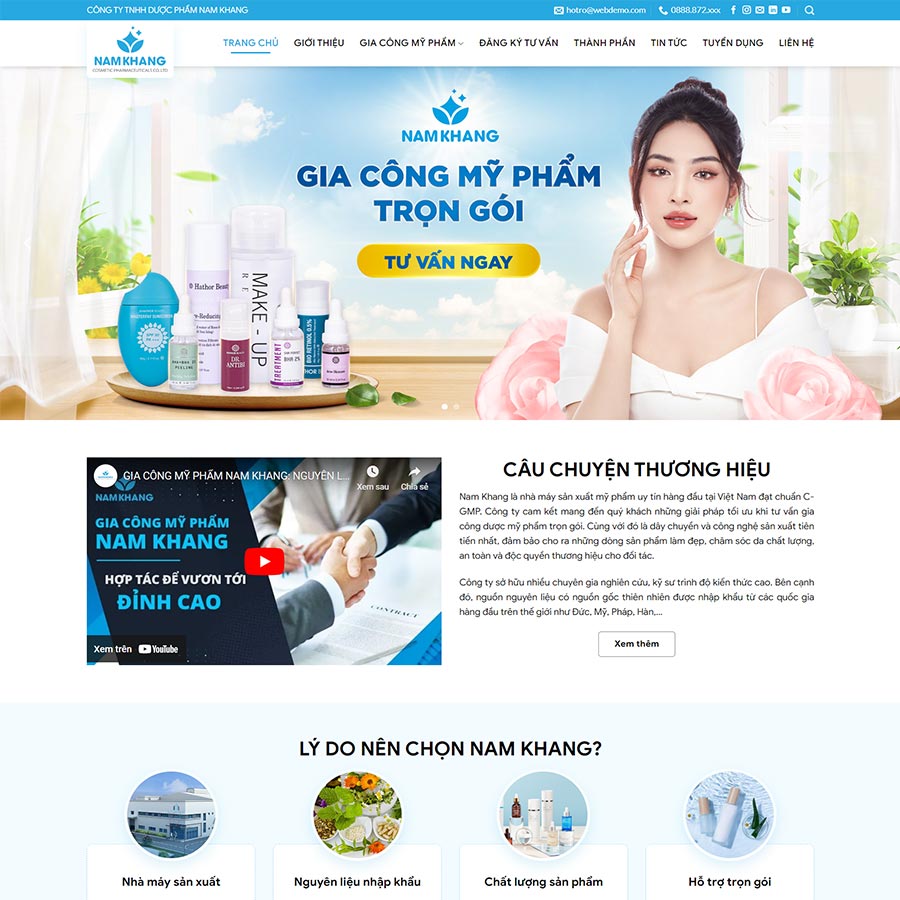 CÔNG TY TNHH DƯỢC PHẨM NAM KHANG
hotro@webdemo.com
0888.872.xxx
NAM KHANG
COSMETIC PHARMACEUTICALS CO.,LTD
TRANG CHỦ
GIỚI THIỆU
GIA CÔNG MỸ PHẨM
ĐĂNG KÝ TƯ VẤN
THÀNH PHẦN
TIN TỨC
TUYỂN DỤNG
LIÊN HỆ
NAM KHANG
GIA CÔNG MỸ PHẨM
TRỌN GÓI
TƯ VẤN NGAY
Hathor Beauty
MAKE - UP
RE
DR.
ANTIBI
TREATMENT
BHA 2%
BIO RETINOL 0.5%
PEELING
GIA CÔNG MỸ PHẨM NAM KHANG: NGUYÊN L...
Xem sau
Chia sẻ
NAM KHANG
GIA CÔNG MỸ PHẨM
NAM KHANG
HỢP TÁC ĐỂ VƯƠN TỚI
ĐỈNH CAO
CONTRACT
Xem trên YouTube
CÂU CHUYỆN THƯƠNG HIỆU
Nam Khang là nhà máy sản xuất mỹ phẩm uy tín hàng đầu tại Việt Nam đạt chuẩn C-
GMP. Công ty cam kết mang đến quý khách những giải pháp tối ưu khi tư vấn gia
công dược mỹ phẩm trọn gói. Cùng với đó là dây chuyền và công nghệ sản xuất tiên
tiến nhất, đảm bảo cho ra những dòng sản phẩm làm đẹp, chăm sóc da chất lượng,
an toàn và độc quyền thương hiệu cho đối tác.
Công ty sở hữu nhiều chuyên gia nghiên cứu, kỹ sư trình độ kiến thức cao. Bên cạnh
đó, nguồn nguyên liệu có nguồn gốc thiên nhiên được nhập khẩu từ các quốc gia
hàng đầu trên thế giới như Đức, Mỹ, Pháp, Hàn,...
Xem thêm
LÝ DO NÊN CHỌN NAM KHANG?
Nhà máy sản xuất
Nguyên liệu nhập khẩu
Chất lượng sản phẩm
Hỗ trợ trọn gói